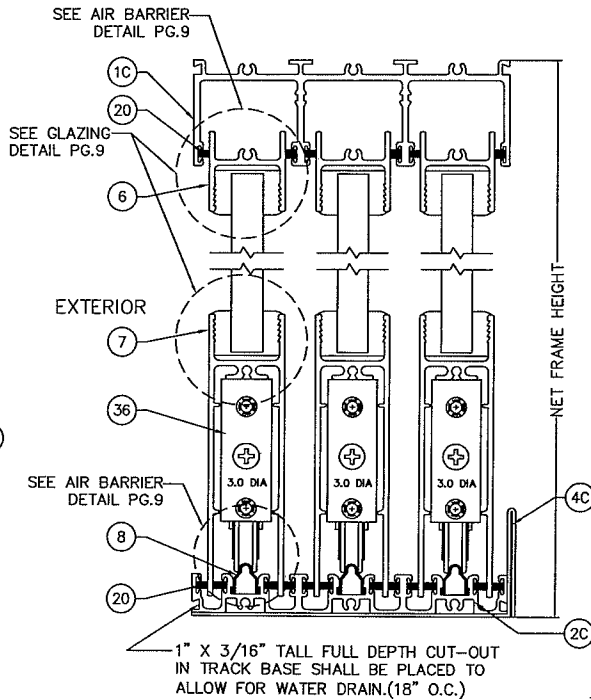 SEE AIR BARRIER
DETAIL PG.9
1C
20
SEE GLAZING
DETAIL PG.9
6
EXTERIOR
7
36
3.0 DIA
3.0 DIA
3.0 DIA
NET FRAME HEIGHT
SEE AIR BARRIER
DETAIL PG.9
4C
8
20
2C
1" X 3/16" TALL FULL DEPTH CUT-OUT
IN TRACK BASE SHALL BE PLACED TO
ALLOW FOR WATER DRAIN.(18" O.C.)